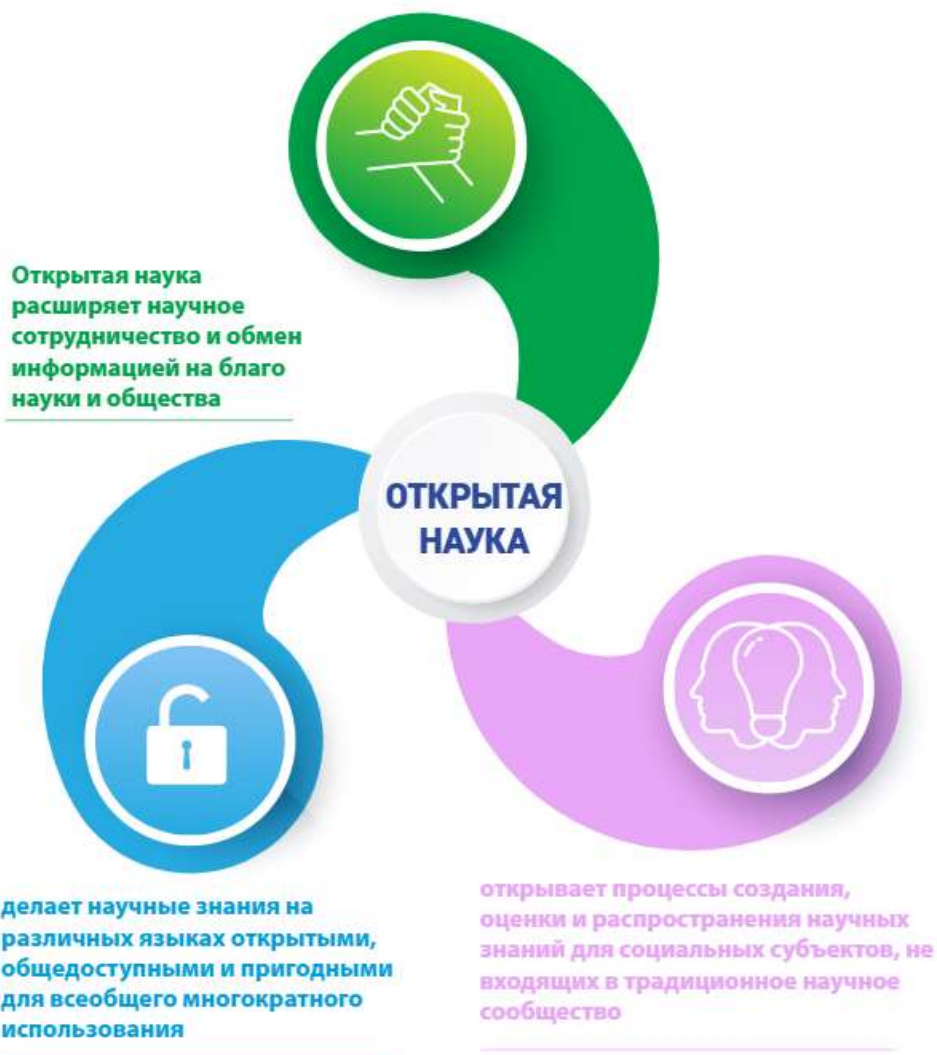 Открытая наука
расширяет научное
сотрудничество и обмен
информацией на благо
науки и общества
ОТКРЫТАЯ
НАУКА
делает научные знания на
различных языках открытыми,
общедоступными и пригодными
для всеобщего многократного
использования
открывает процессы создания,
оценки и распространения научных
знаний для социальных субъектов, не
входящих в традиционное научное
сообщество